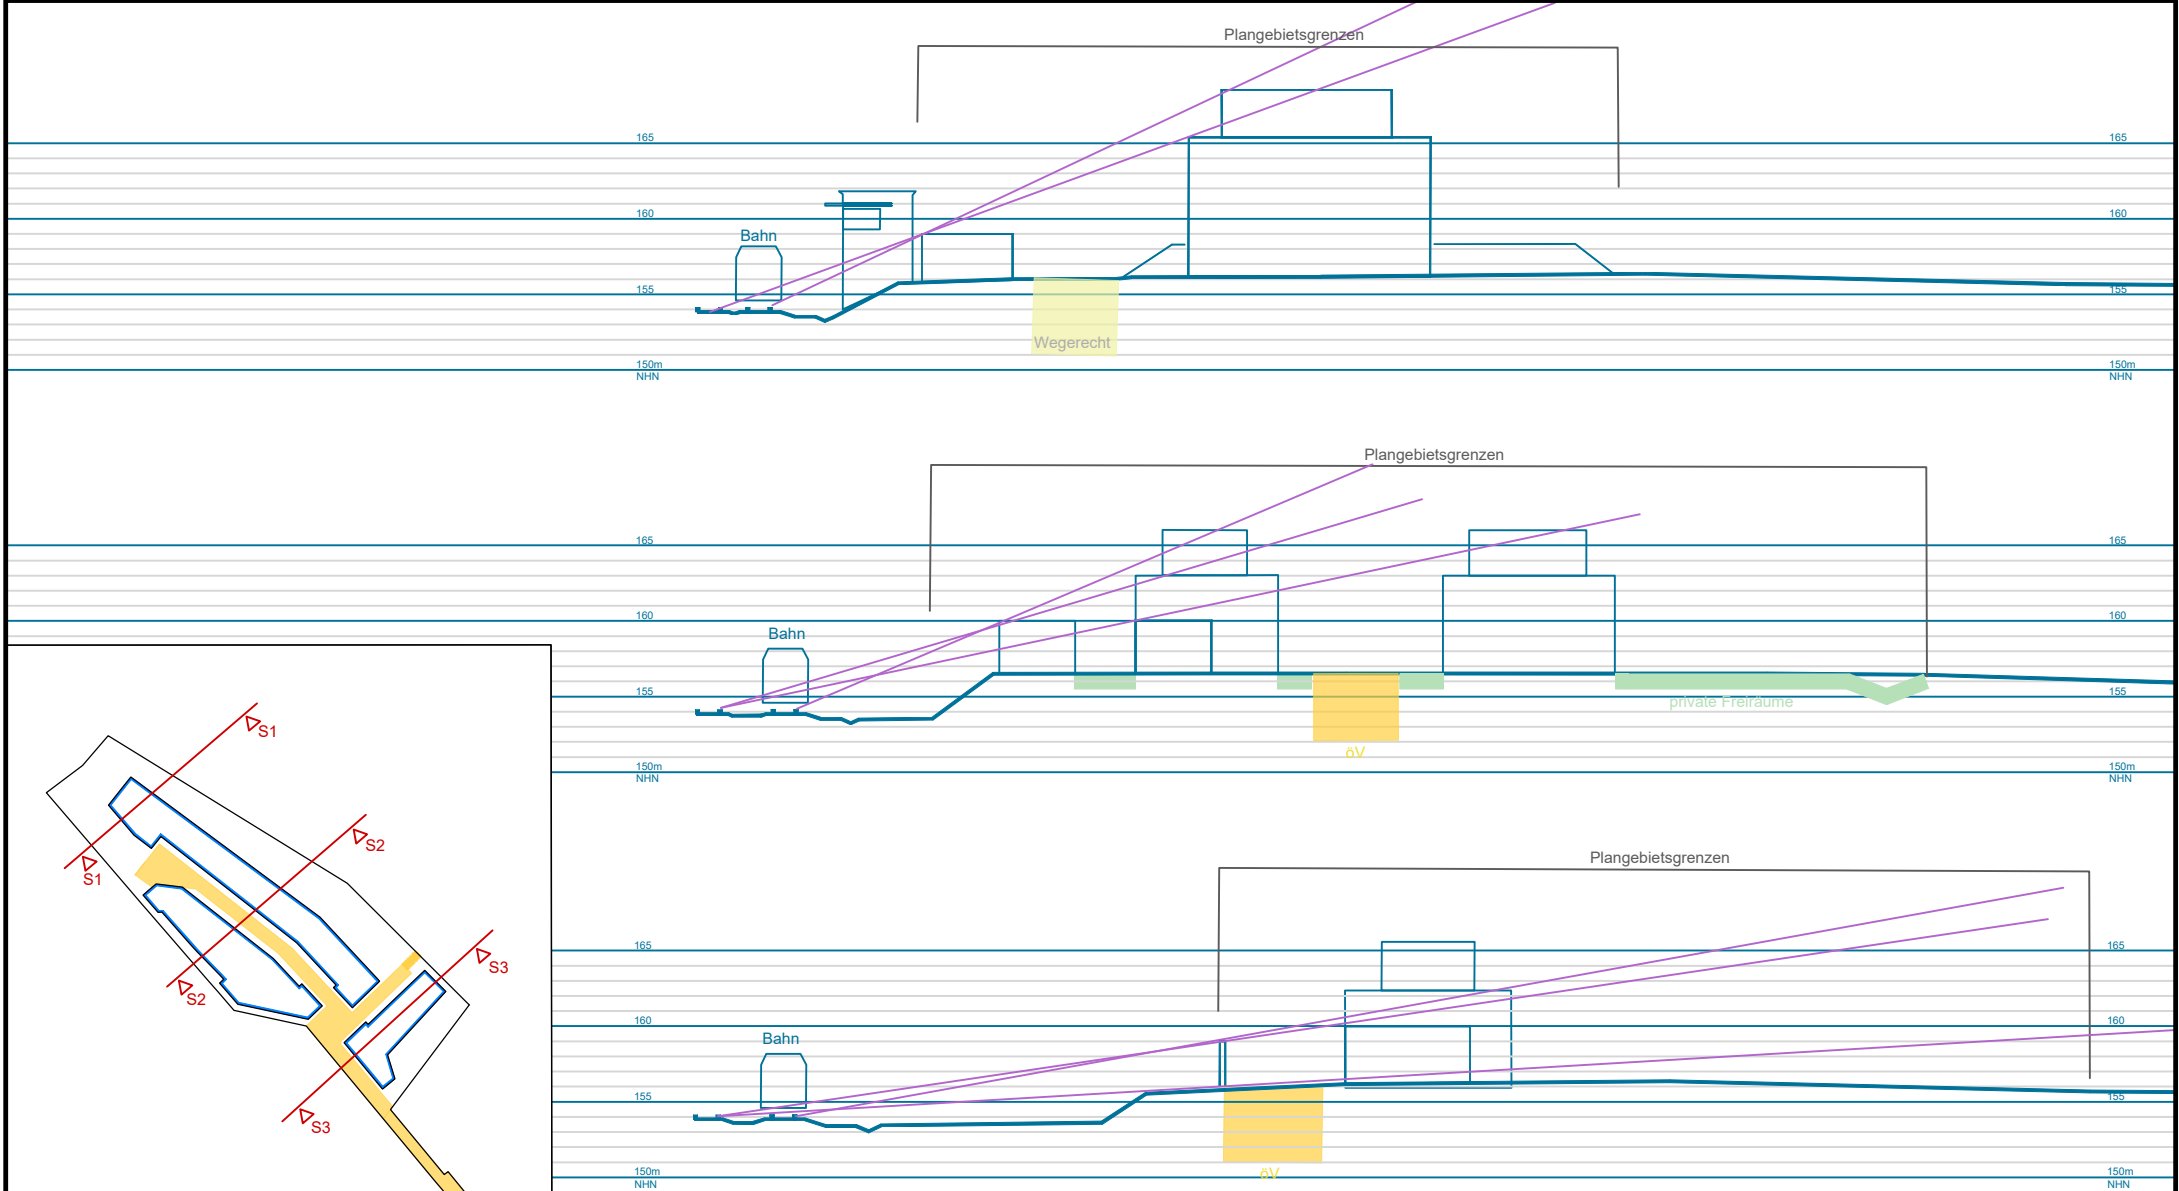 Plangebietsgrenzen
165 165
160 160
Bahn
155 155
Wegerecht
150m 150m
NHN NHN
Plangebietsgrenzen
165 165
160 160
Bahn
155 155
private Freiräume
öV
150m 150m
NHN NHN
Plangebietsgrenzen
165 165
160 160
Bahn
155 155
öV
150m 150m
NHN NHN
S1
S2
S1
S3
S2
S3